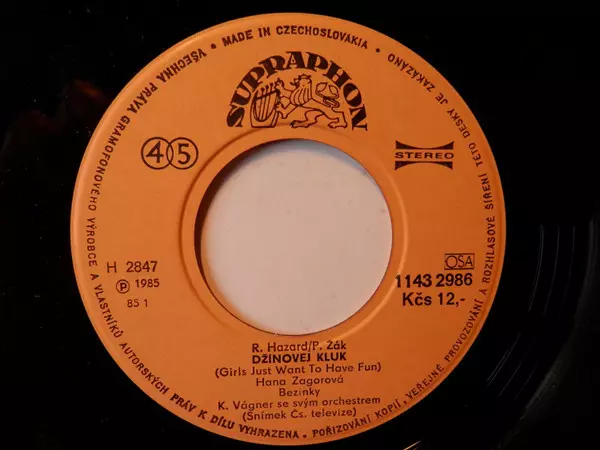 VŠECHNA PRÁVA GRAMOFONOVÉHO VÝROBCE A VLASTNÍKŮ AUTORSKÝCH PRÁV K DÍLU VYHRAZENA • POŘIZOVÁNÍ KOPIÍ, VEŘEJNÉ PROVOZOVÁNÍ A ROZHLASOVÉ ŠÍŘENÍ TÉTO DESKY JE ZAKÁZÁNO • MADE IN CZECHOSLOVAKIA •
SUPRAPHON
45
STEREO
H 2847
Ⓟ 1985
85 1
OSA
1143 2986
Kčs 12,-
R. Hazard/P. Žák
DŽÍNOVEJ KLUK
(Girls Just Want To Have Fun)
Hana Zagorová
Bezinky
K. Vágner se svým orchestrem
(Snímek Čs. televize)